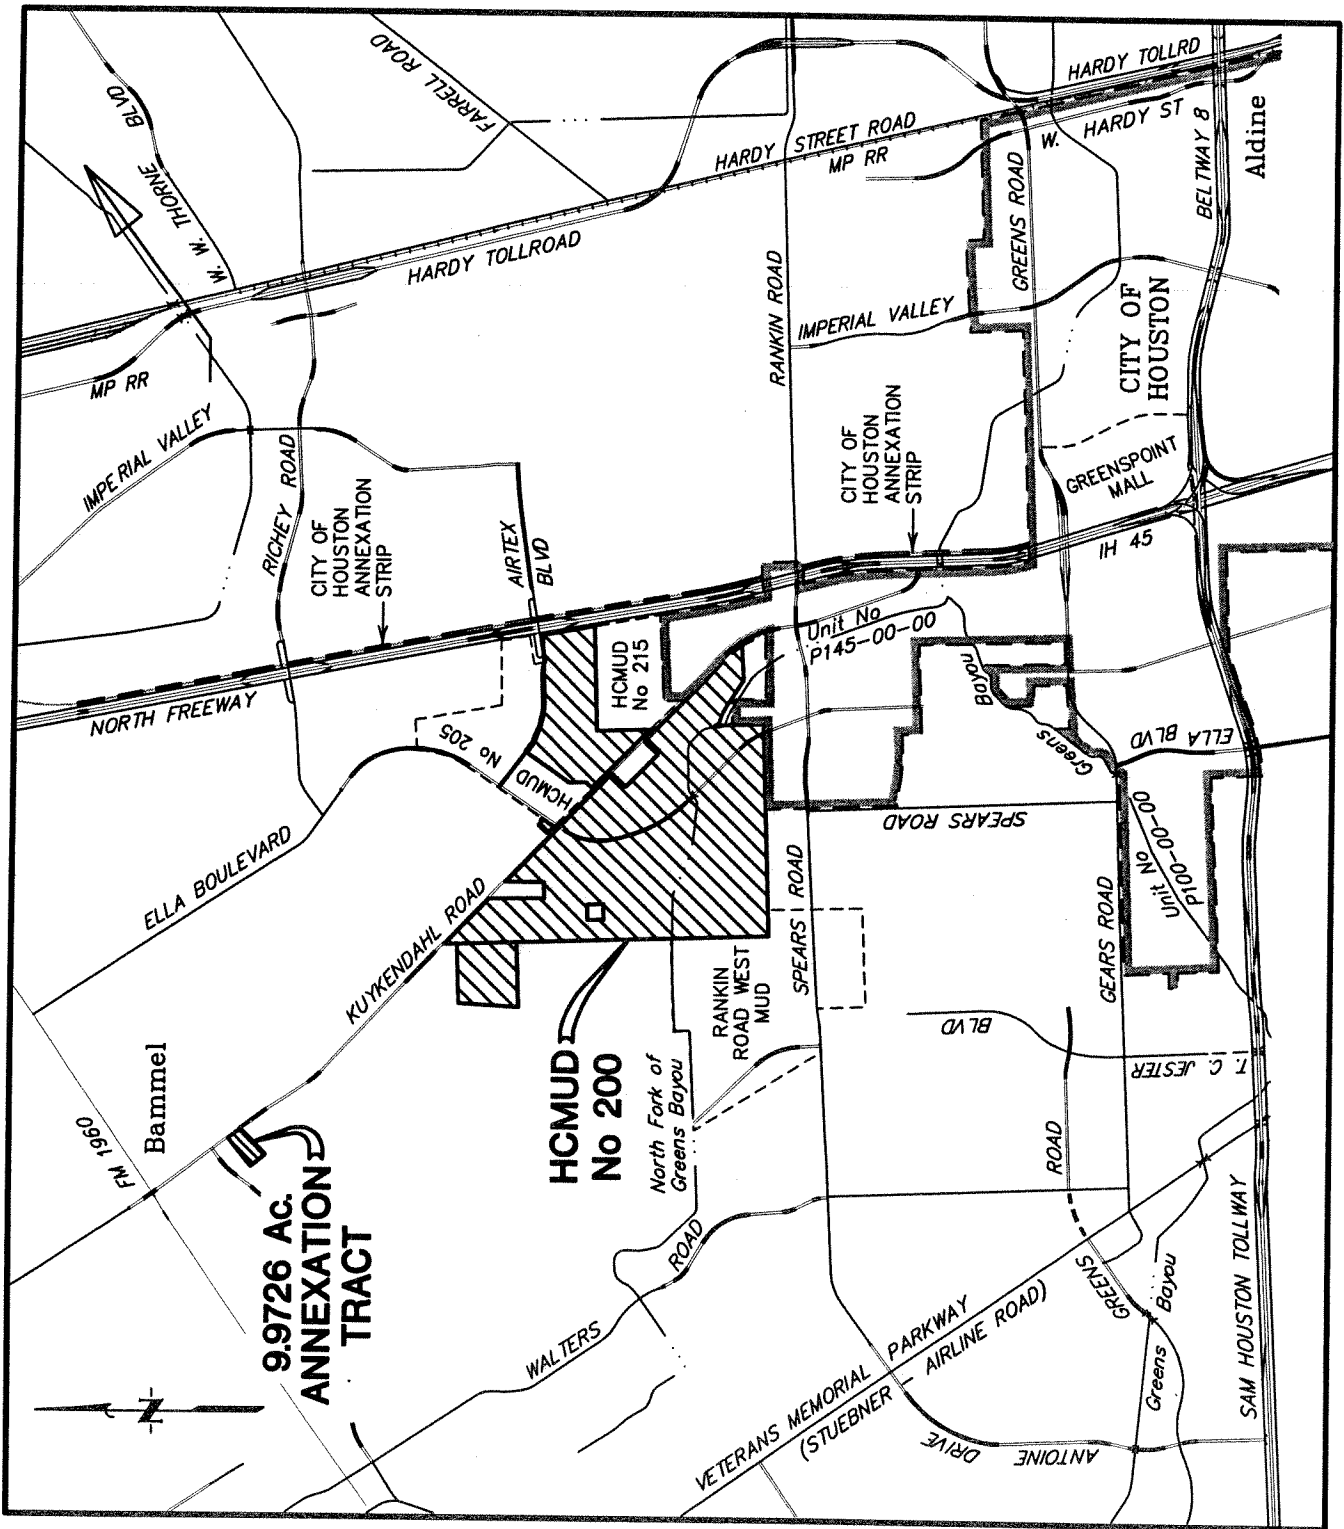 BLVD
W. W. THORNE
FARRELL ROAD
HARDY TOLLRD
HARDY STREET ROAD
MP RR
W. HARDY ST
BELTWAY 8
Aldine
HARDY TOLLROAD
RANKIN ROAD
GREENS ROAD
IMPERIAL VALLEY
CITY OF
HOUSTON
MP RR
IMPERIAL VALLEY
RICHEY ROAD
CITY OF
HOUSTON
ANNEXATION
STRIP
CITY OF
HOUSTON
ANNEXATION
STRIP
GREENSPOINT
MALL
AIRTEX
BLVD
IH 45
NORTH FREEWAY
HCMUD
No 215
Unit No
P145-00-00
Bayou
Greens
ELLA BLVD
HCMUD
No 205
SPEARS ROAD
Unit No
P100-00-00
ELLA BOULEVARD
KUYKENDAHL ROAD
SPEARS ROAD
GEARS ROAD
RANKIN
ROAD WEST
MUD
BLVD
T. C. JESTER
Bammel
FM 1960
HCMUD
No 200
North Fork of
Greens Bayou
ROAD
9.9726 Ac.
ANNEXATION
TRACT
WALTERS
ROAD
GREENS
Greens
Bayou
SAM HOUSTON TOLLWAY
VETERANS MEMORIAL PARKWAY
(STUEBNER AIRLINE ROAD)
ANTOINE
DRIVE
N